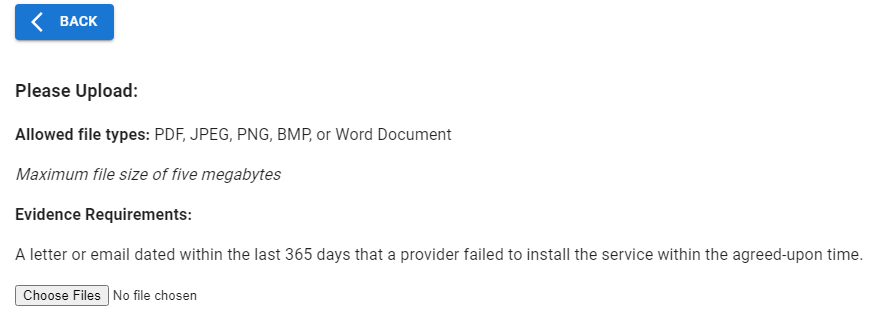 BACK
Please Upload:
Allowed file types: PDF, JPEG, PNG, BMP, or Word Document
Maximum file size of five megabytes
Evidence Requirements:
A letter or email dated within the last 365 days that a provider failed to install the service within the agreed-upon time.
Choose Files No file chosen